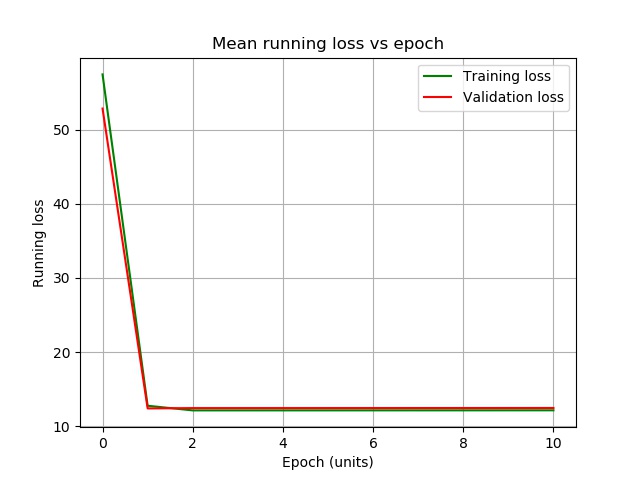 Mean running loss vs epoch
Training loss
Validation loss
50
40
30
20
10
Running loss
0 2 4 6 8 10
Epoch (units)